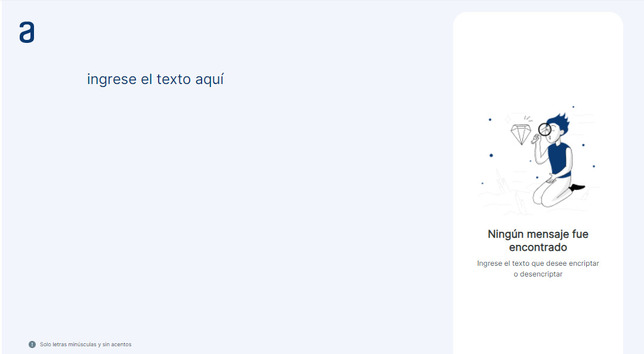 a
ingrese el texto aquí
Ningún mensaje fue
encontrado
Ingrese el texto que desee encriptar
o desencriptar
Solo letras minúsculas y sin acentos